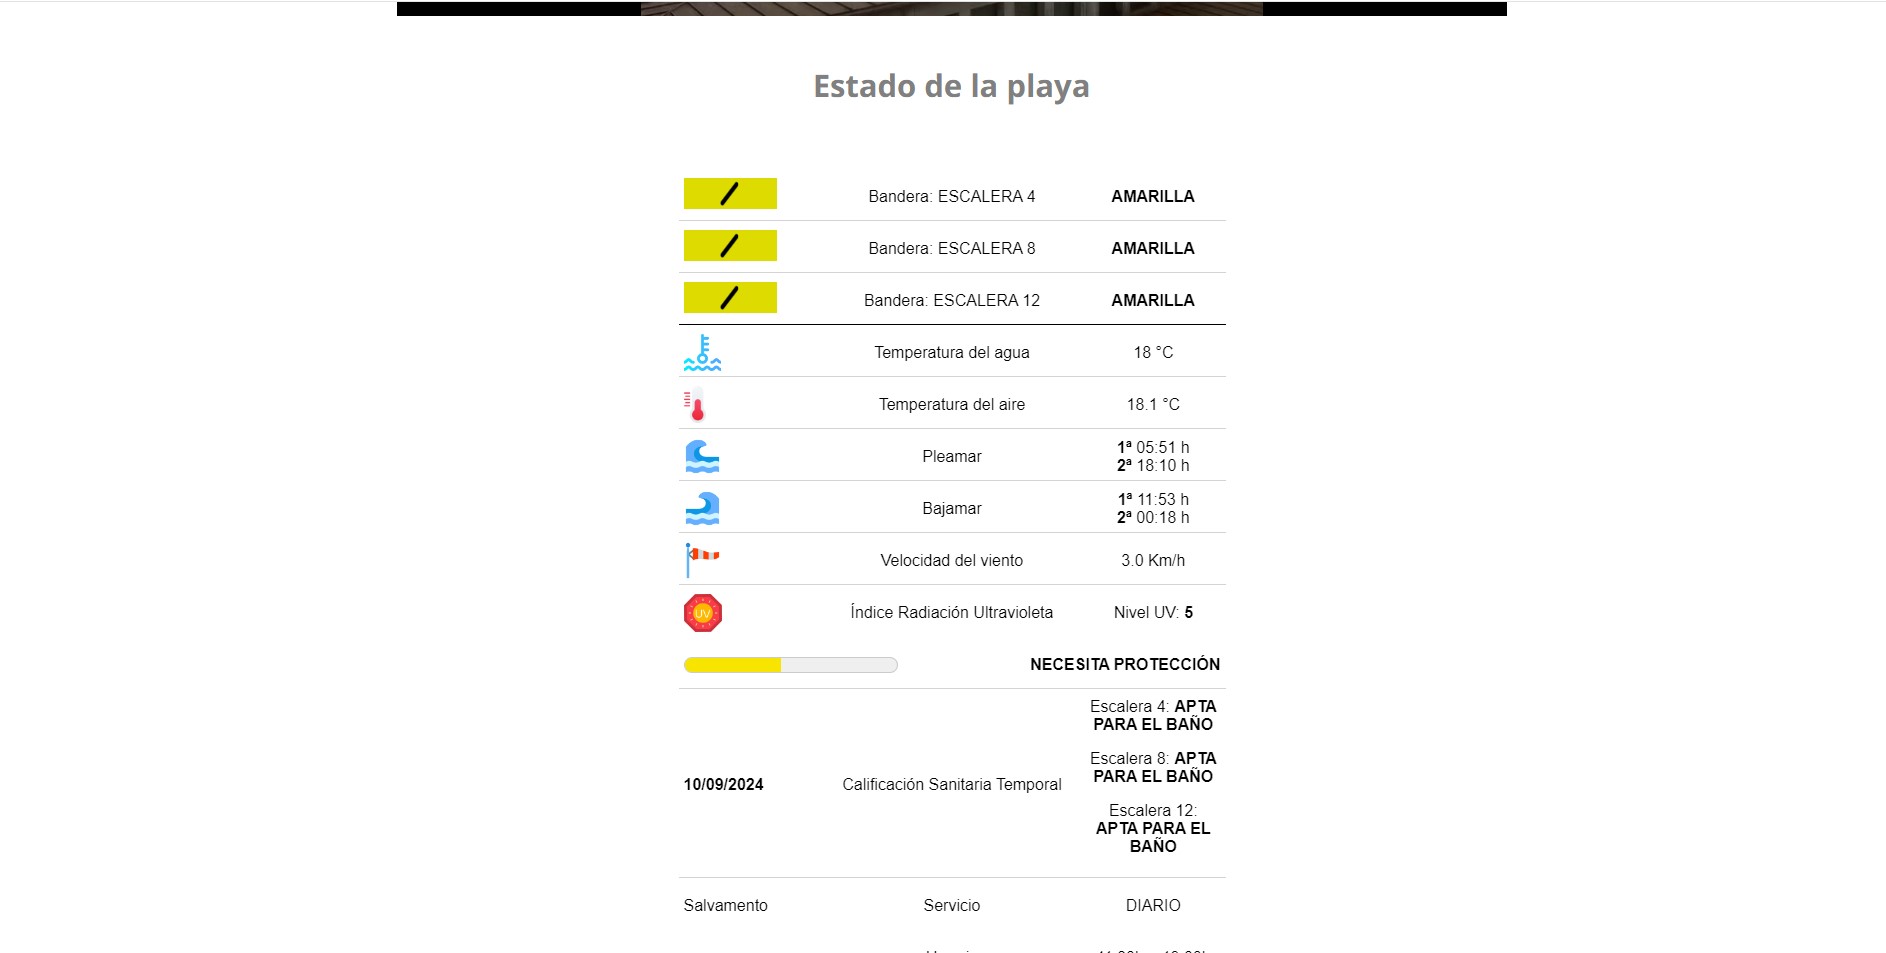 Estado de la playa
Bandera: ESCALERA 4 AMARILLA
Bandera: ESCALERA 8 AMARILLA
Bandera: ESCALERA 12 AMARILLA
Temperatura del agua 18 °C
Temperatura del aire 18.1 °C
Pleamar 1ª 05:51 h
2ª 18:10 h
Bajamar 1ª 11:53 h
2ª 00:18 h
Velocidad del viento 3.0 Km/h
UV Índice Radiación Ultravioleta Nivel UV: 5
NECESITA PROTECCIÓN
10/09/2024 Calificación Sanitaria Temporal
Escalera 4: APTA
PARA EL BAÑO
Escalera 8: APTA
PARA EL BAÑO
Escalera 12:
APTA PARA EL
BAÑO
Salvamento Servicio DIARIO